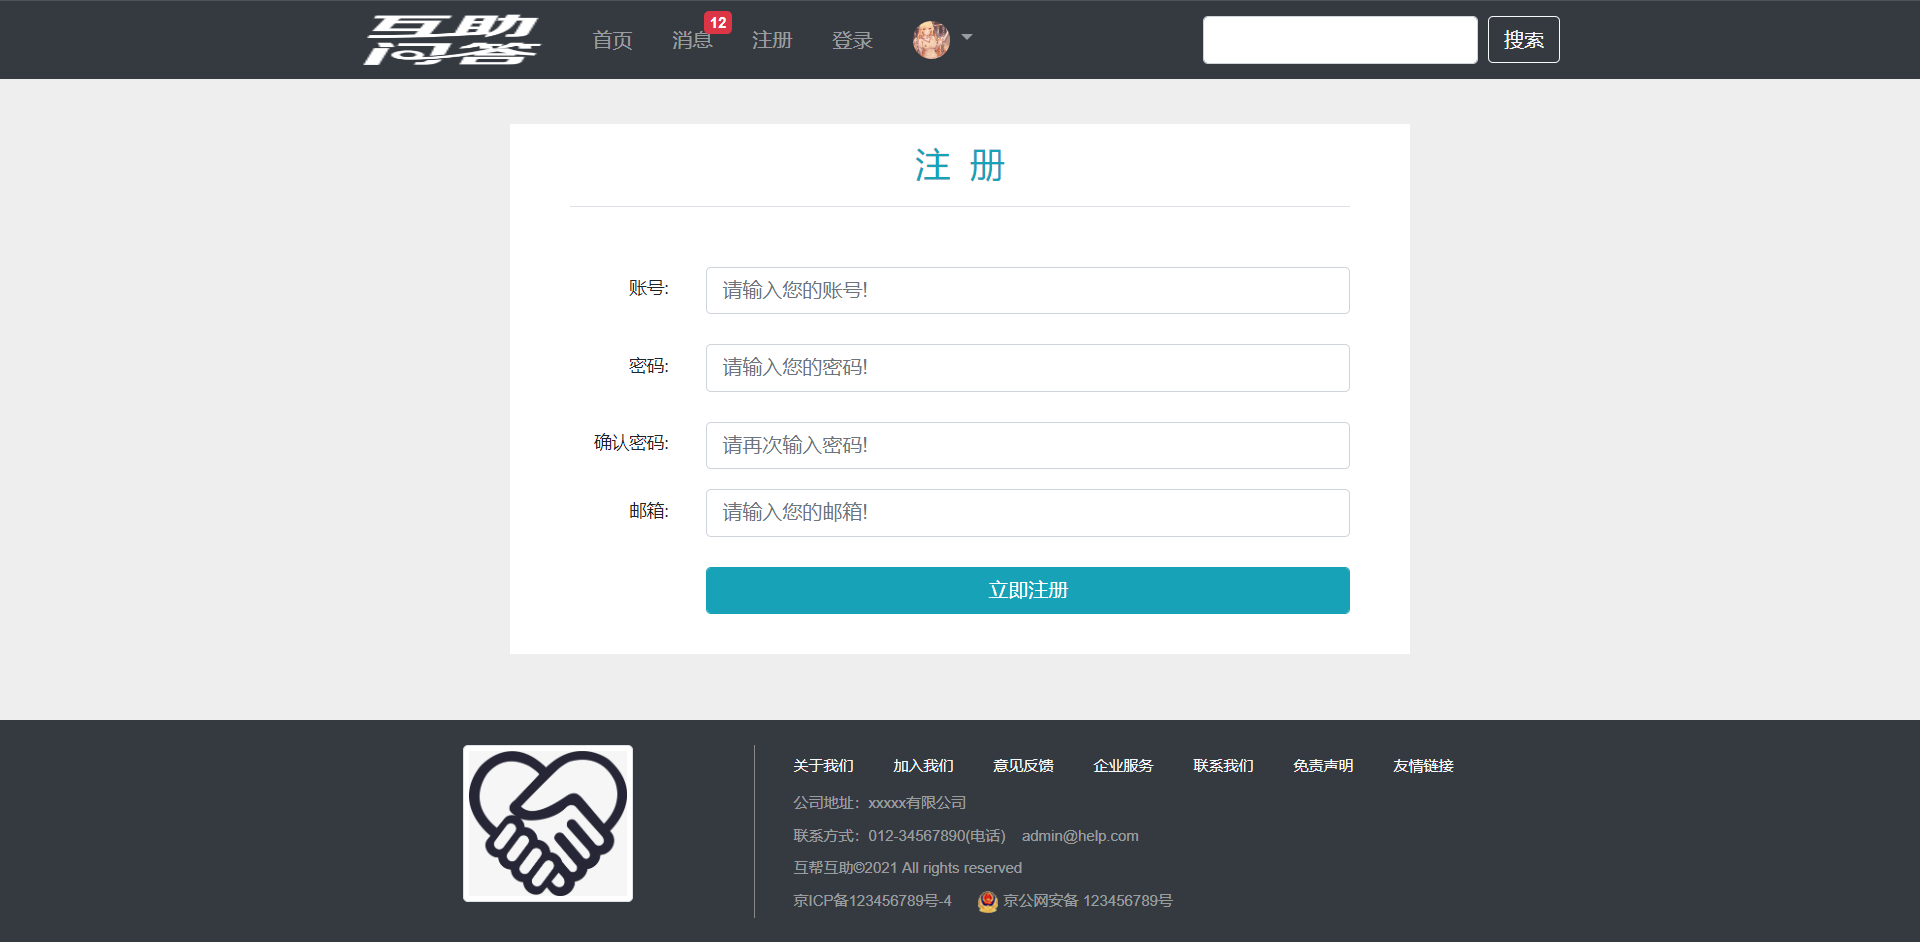 互助
问答
首页 消息 12 注册 登录 搜索
注 册
账号: 请输入您的账号!
密码: 请输入您的密码!
确认密码: 请再次输入密码!
邮箱: 请输入您的邮箱!
立即注册
关于我们 加入我们 意见反馈 企业服务 联系我们 免责声明 友情链接
公司地址：xxxxx有限公司
联系方式：012-34567890(电话) admin@help.com
互帮互助©2021 All rights reserved
京ICP备123456789号-4 京公网安备 123456789号